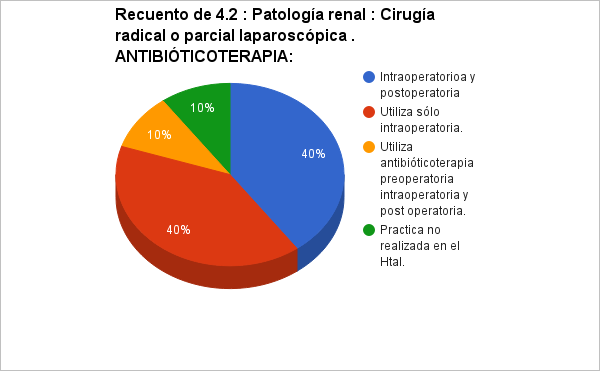 Recuento de 4.2 : Patología renal : Cirugía
radical o parcial laparoscópica .
ANTIBIÓTICOTERAPIA:
10%
10%
40%
40%
Intraoperatorioa y
postoperatoria
Utiliza sólo
intraoperatoria.
Utiliza
antibióticoterapia
preoperatoria
intraoperatoria y
post operatoria.
Practica no
realizada en el
Htal.